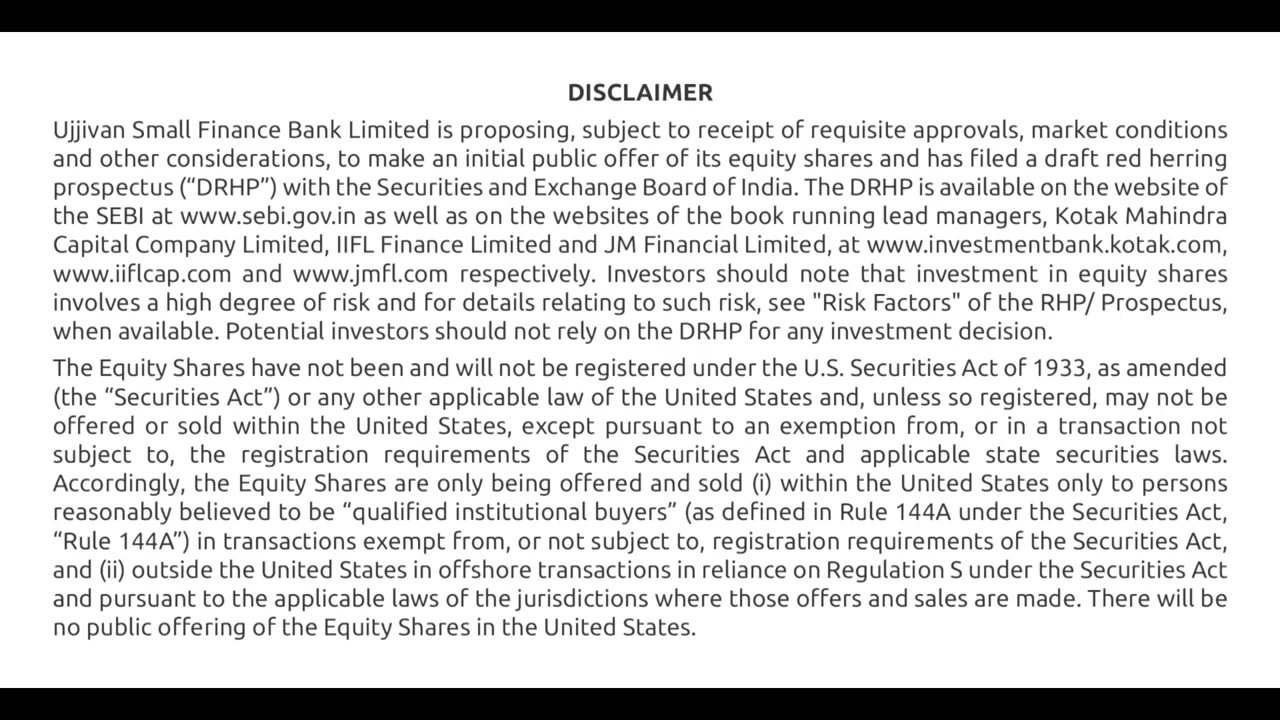 DISCLAIMER
Ujjivan Small Finance Bank Limited is proposing, subject to receipt of requisite approvals, market conditions
and other considerations, to make an initial public offer of its equity shares and has filed a draft red herring
prospectus (“DRHP”) with the Securities and Exchange Board of India. The DRHP is available on the website of
the SEBI at www.sebi.gov.in as well as on the websites of the book running lead managers, Kotak Mahindra
Capital Company Limited, IIFL Finance Limited and JM Financial Limited, at www.investmentbank.kotak.com,
www.iiflcap.com and www.jmfl.com respectively. Investors should note that investment in equity shares
involves a high degree of risk and for details relating to such risk, see "Risk Factors" of the RHP/ Prospectus,
when available. Potential investors should not rely on the DRHP for any investment decision.
The Equity Shares have not been and will not be registered under the U.S. Securities Act of 1933, as amended
(the “Securities Act”) or any other applicable law of the United States and, unless so registered, may not be
offered or sold within the United States, except pursuant to an exemption from, or in a transaction not
subject to, the registration requirements of the Securities Act and applicable state securities laws.
Accordingly, the Equity Shares are only being offered and sold (i) within the United States only to persons
reasonably believed to be “qualified institutional buyers” (as defined in Rule 144A under the Securities Act,
“Rule 144A”) in transactions exempt from, or not subject to, registration requirements of the Securities Act,
and (ii) outside the United States in offshore transactions in reliance on Regulation S under the Securities Act
and pursuant to the applicable laws of the jurisdictions where those offers and sales are made. There will be
no public offering of the Equity Shares in the United States.